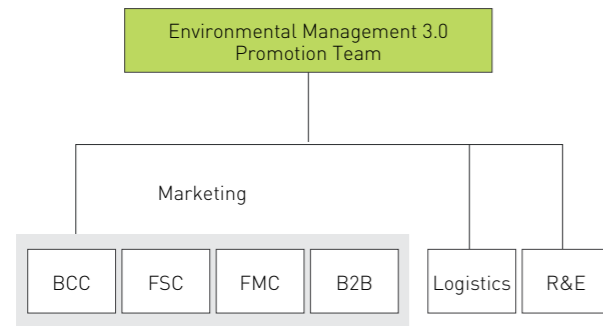 Environmental Management 3.0
Promotion Team
Marketing
BCC
FSC
FMC
B2B
Logistics
R&E